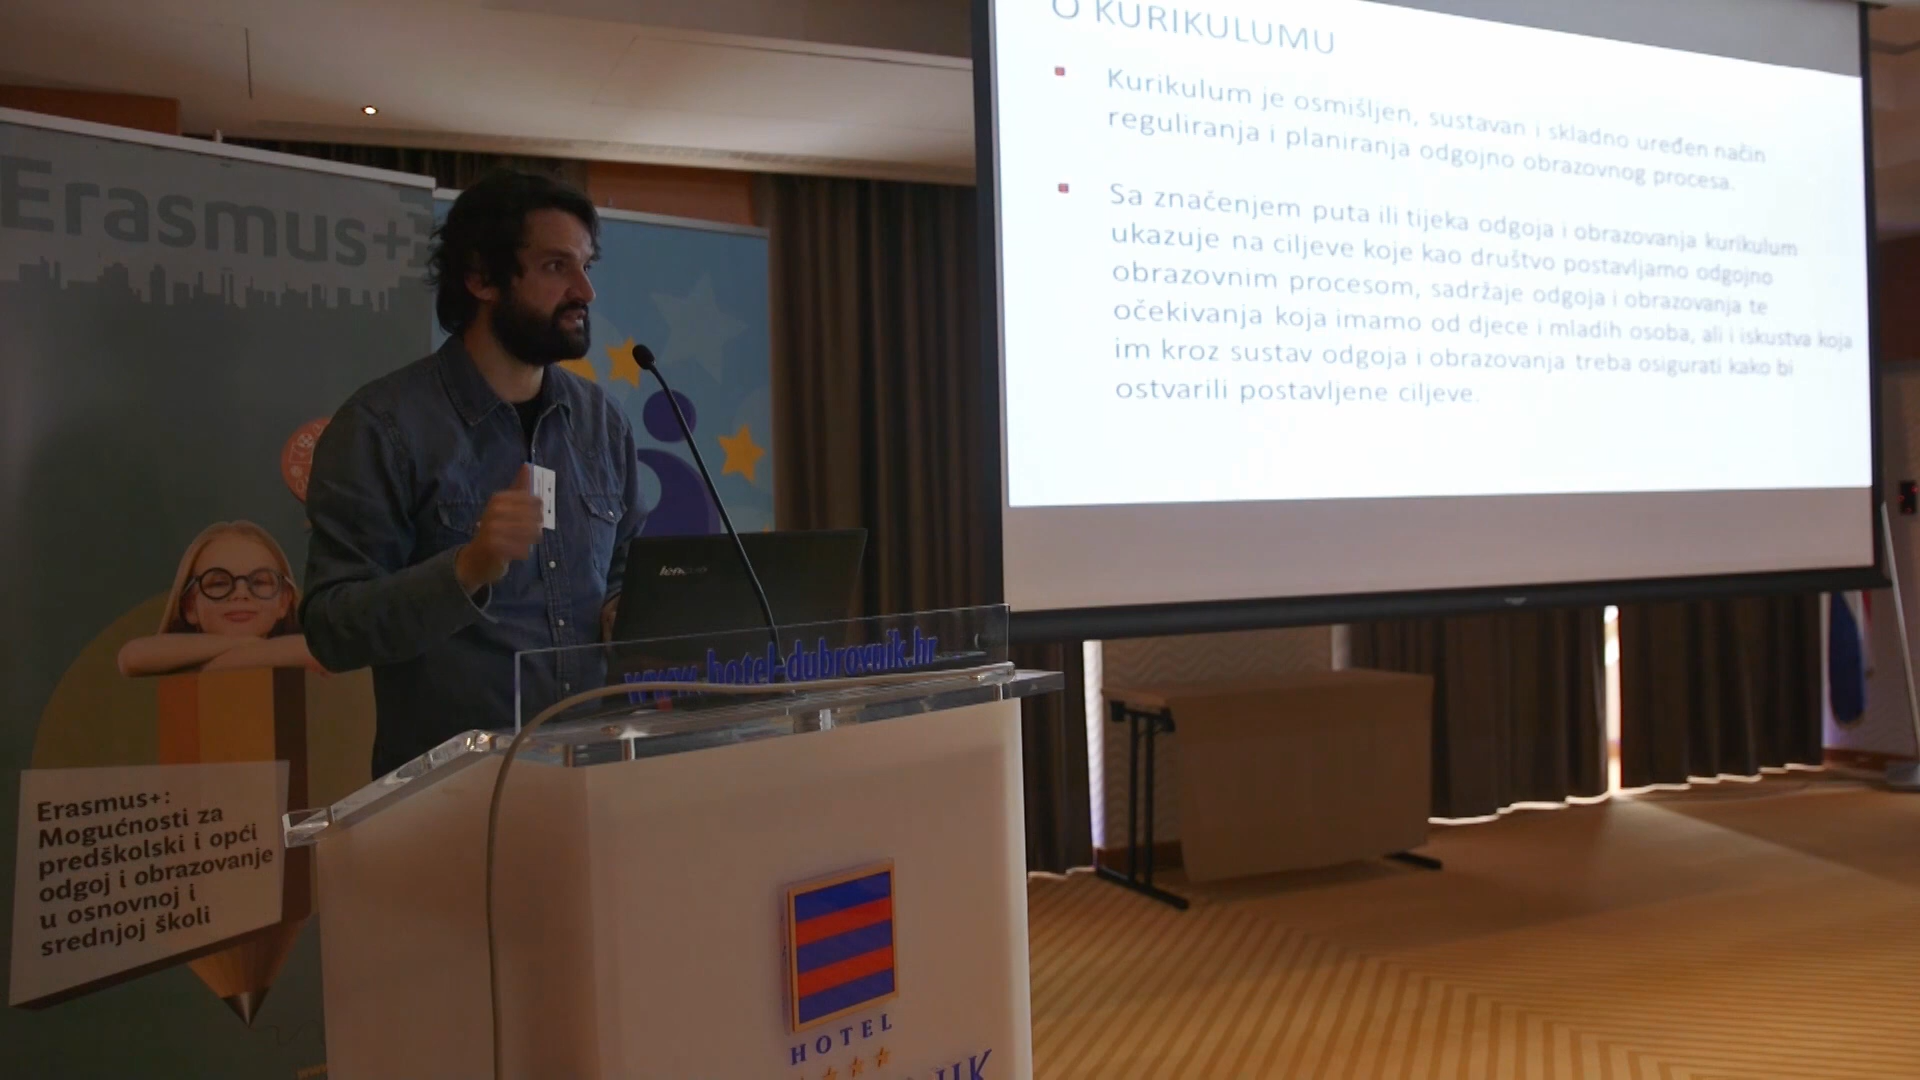 O KURIKULUMU
Kurikulum je osmišljen, sustavan i skladno uređen način
reguliranja i planiranja odgojno obrazovnog procesa.
Sa značenjem puta ili tijeka odgoja i obrazovanja kurikulum
ukazuje na ciljeve koje kao društvo postavljamo odgojno
obrazovnim procesom, sadržaje odgoja i obrazovanja te
očekivanja koja imamo od djece i mladih osoba, ali i iskustva koja
im kroz sustav odgoja i obrazovanja treba osigurati kako bi
ostvarili postavljene ciljeve.
Erasmus+
lenovo
www.hotel-dubrovnik.hr
Erasmus+:
Mogućnosti za
predškolski i opći
odgoj i obrazovanje
u osnovnoj i
srednjoj školi
HOTEL